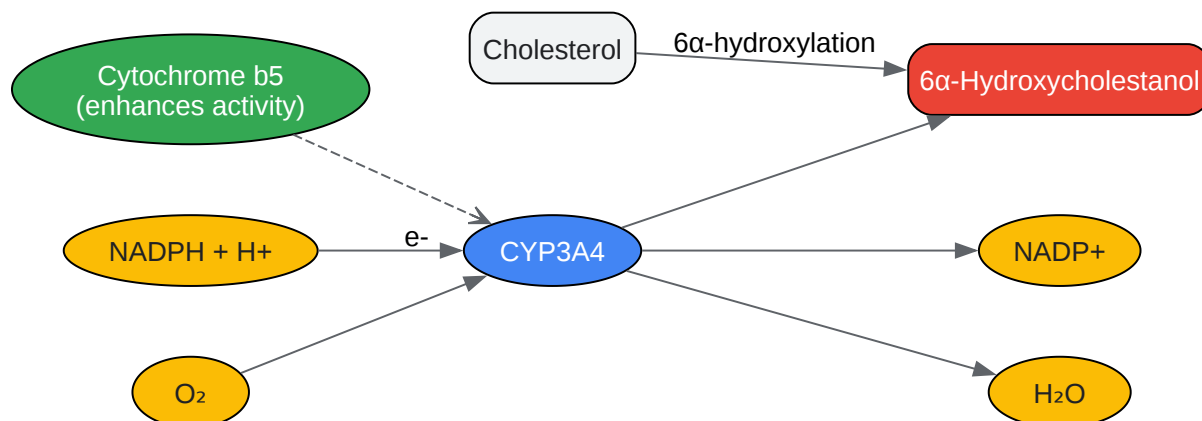 Cholesterol
6α-hydroxylation
6α-Hydroxycholestanol
Cytochrome b5
(enhances activity)
NADPH + H+
e-
CYP3A4
NADP+
O₂
H₂O